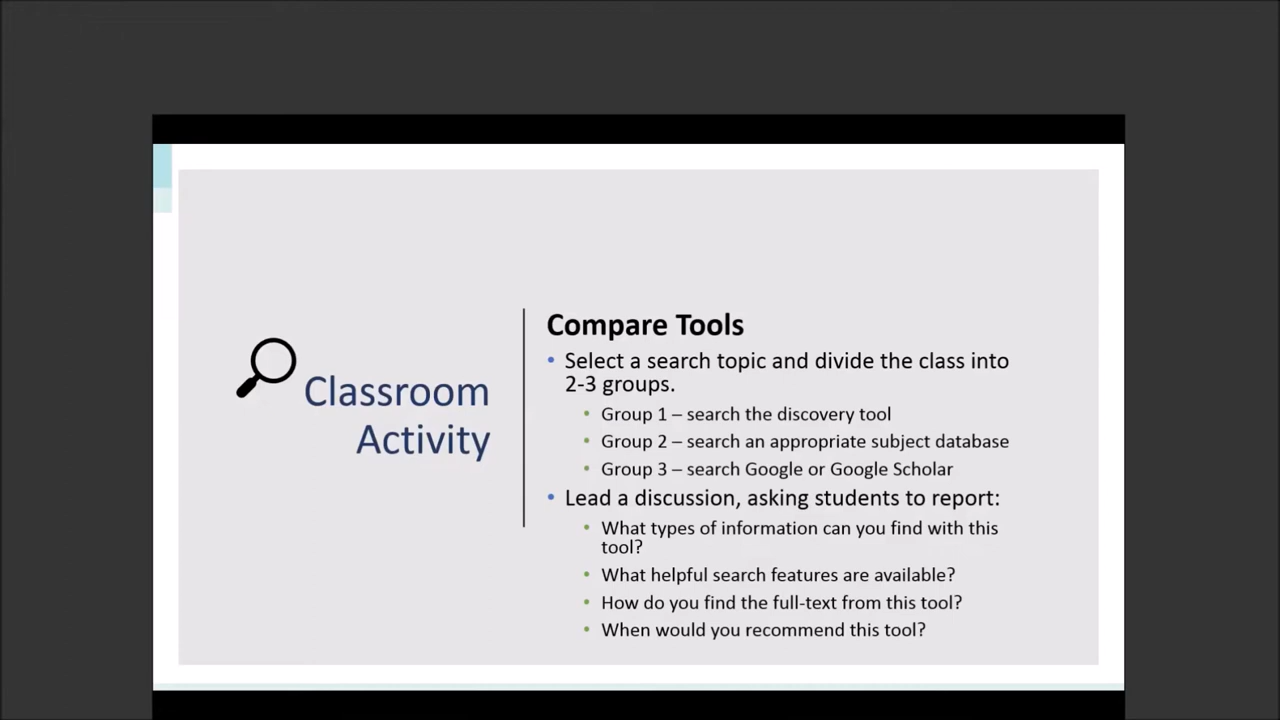 Classroom
Activity
Compare Tools
• Select a search topic and divide the class into
2-3 groups.
• Group 1 – search the discovery tool
• Group 2 – search an appropriate subject database
• Group 3 – search Google or Google Scholar
• Lead a discussion, asking students to report:
• What types of information can you find with this
tool?
• What helpful search features are available?
• How do you find the full-text from this tool?
• When would you recommend this tool?